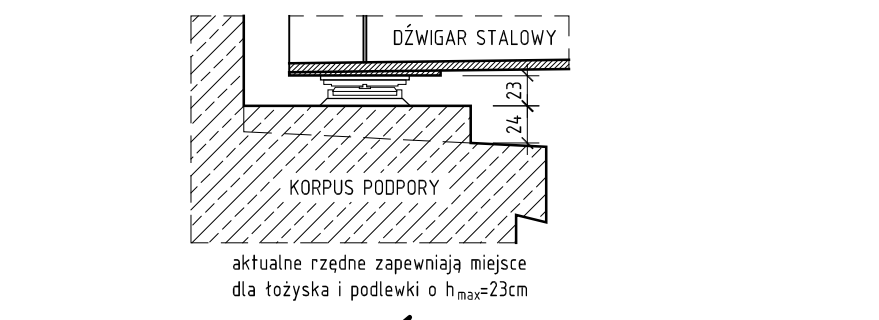 DŹWIGAR STALOWY
23
24
KORPUS PODPORY
aktualne rzędne zapewniają miejsce
dla łożyska i podlewki o hmax=23cm